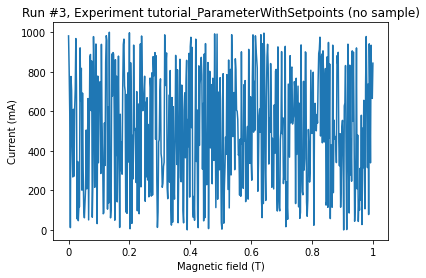 Run #3, Experiment tutorial_ParameterWithSetpoints (no sample)
1000
800
600
400
200
0
Current (mA)
0 0.2 0.4 0.6 0.8 1
Magnetic field (T)